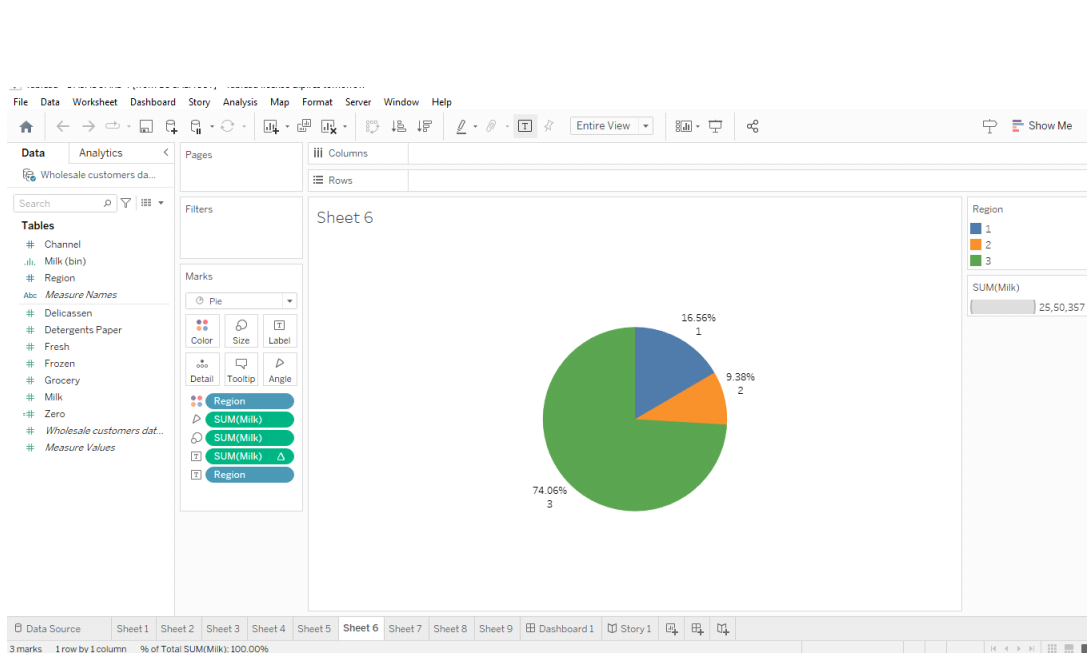 File Data Worksheet Dashboard Story Analysis Map Format Server Window Help
Entire View
Show Me
Data Analytics
Wholesale customers da...
Search
Tables
Channel
Milk (bin)
Region
Abc Measure Names
Delicassen
Detergents Paper
Fresh
Frozen
Grocery
Milk
Zero
Wholesale customers dat...
Measure Values
Pages
Filters
Marks
Pie
Color Size Label
Detail Tooltip Angle
Region
SUM(Milk)
SUM(Milk)
SUM(Milk)
Region
Columns
Rows
Sheet 6
16.56%
1
9.38%
2
74.06%
3
Region
1
2
3
SUM(Milk)
25,50,357
Data Source Sheet 1 Sheet 2 Sheet 3 Sheet 4 Sheet 5 Sheet 6 Sheet 7 Sheet 8 Sheet 9 Dashboard 1 Story 1
3 marks 1 row by 1 column % of Total SUM(Milk): 100.00%